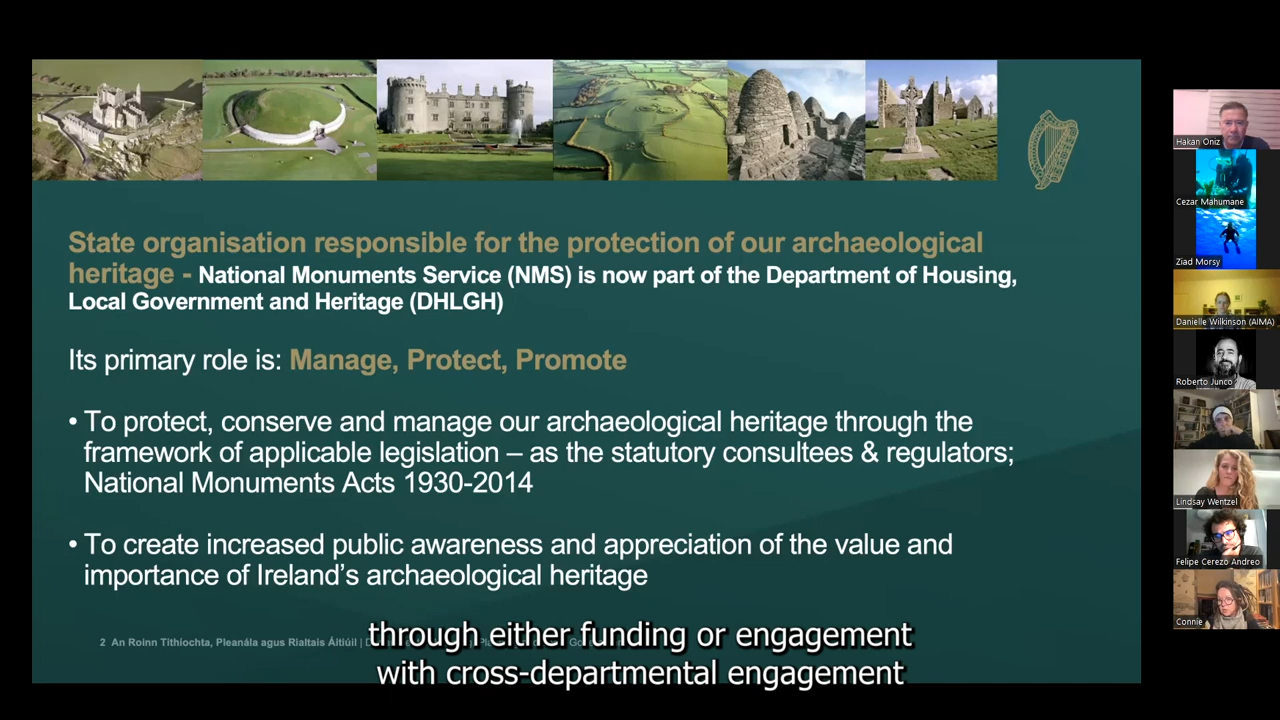 State organisation responsible for the protection of our archaeological
heritage - National Monuments Service (NMS) is now part of the Department of Housing,
Local Government and Heritage (DHLGH)
Its primary role is: Manage, Protect, Promote
• To protect, conserve and manage our archaeological heritage through the
framework of applicable legislation – as the statutory consultees & regulators;
National Monuments Acts 1930-2014
• To create increased public awareness and appreciation of the value and
importance of Ireland's archaeological heritage
2 An Roinn Tithíochta, Pleanála agus Rialtais Áitiúil |
through either funding or engagement
with cross-departmental engagement
Hakan Oniz
Cezar Mahumane
Ziad Morsy
Danielle Wilkinson (AIMA)
Roberto Junco
Lindsay Wentzel
Felipe Cerezo Andreo
Connie